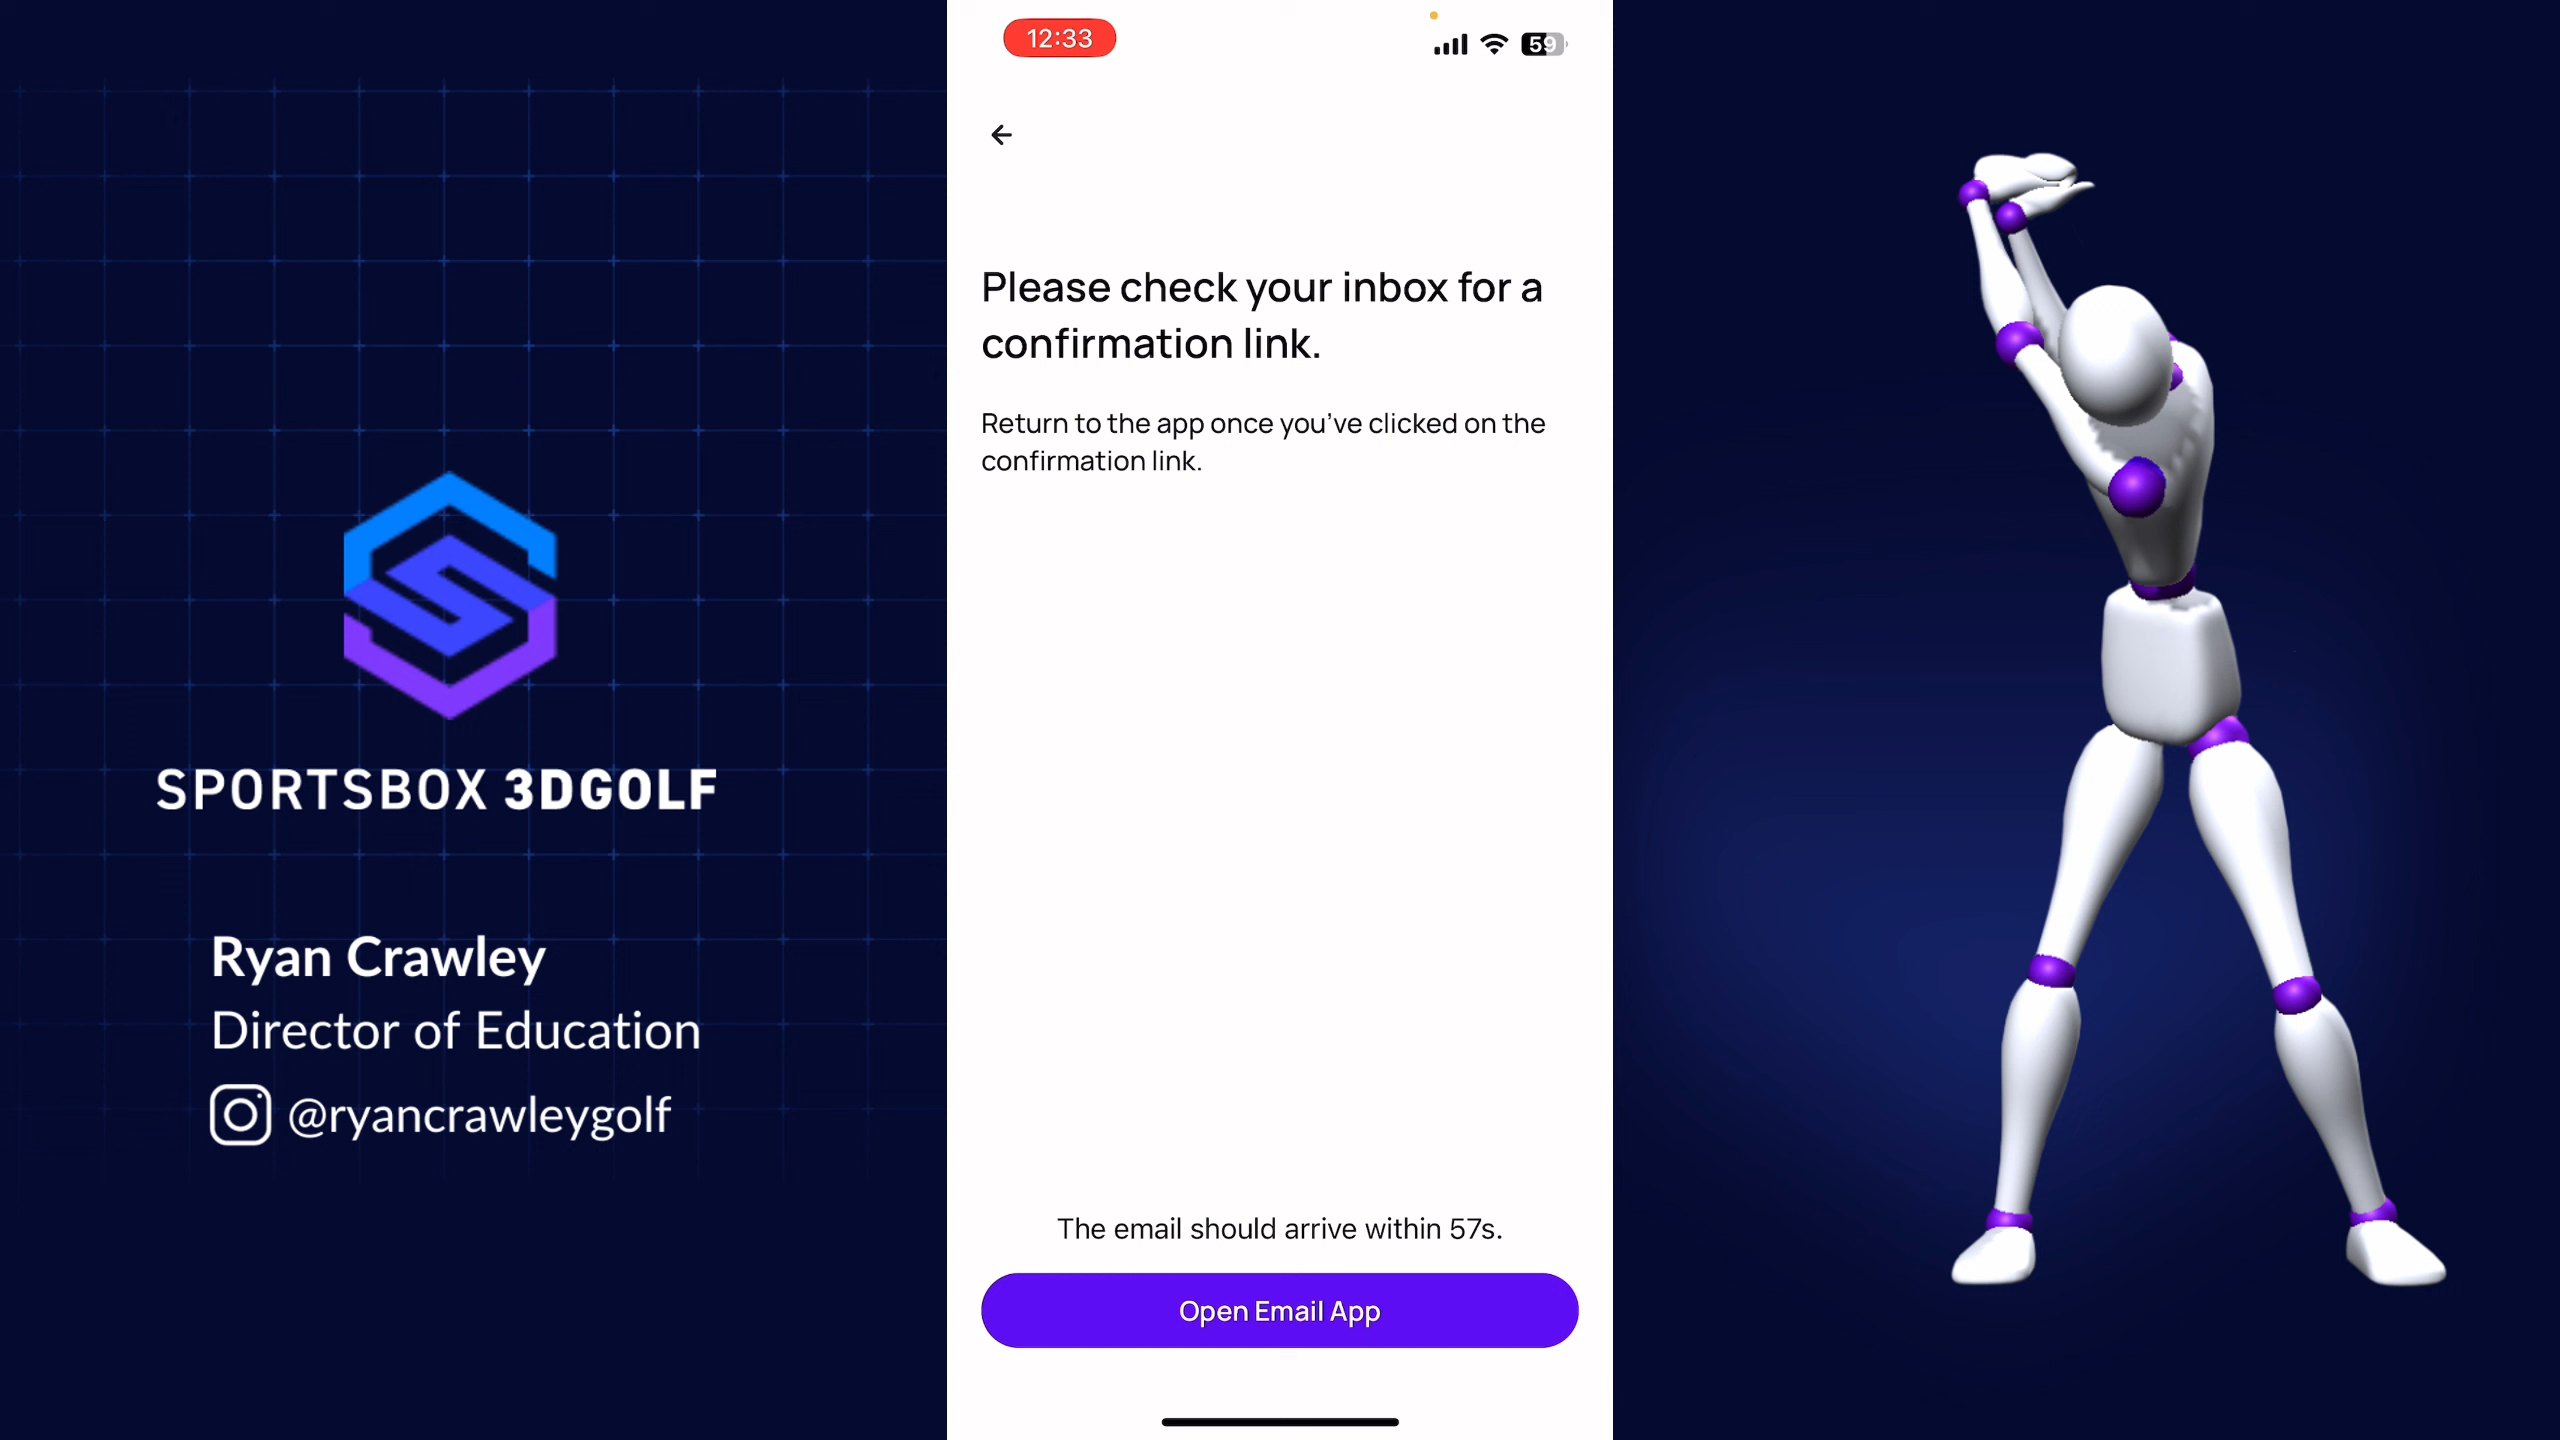 SPORTSBOX 3DGOLF
Ryan Crawley
Director of Education
@ryancrawleygolf
12:33
59
Please check your inbox for a
confirmation link.
Return to the app once you've clicked on the
confirmation link.
The email should arrive within 57s.
Open Email App